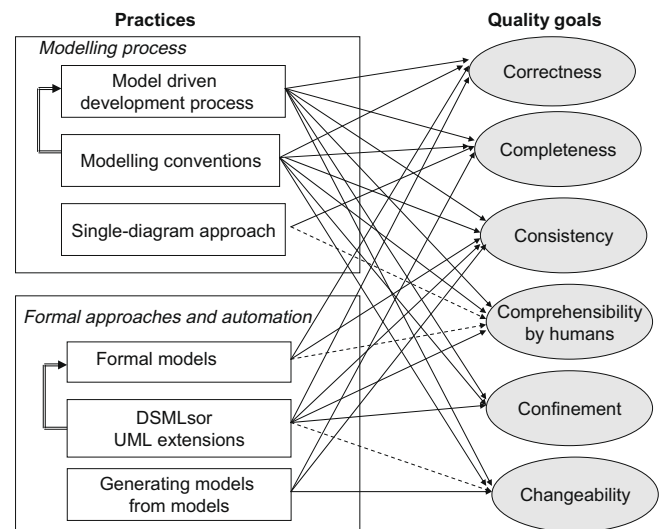 Practices
Quality goals
Modelling process
Model driven
development process
Modelling conventions
Single-diagram approach
Formal approaches and automation
Formal models
DSMLsor
UML extensions
Generating models
from models
Correctness
Completeness
Consistency
Comprehensibility
by humans
Confinement
Changeability